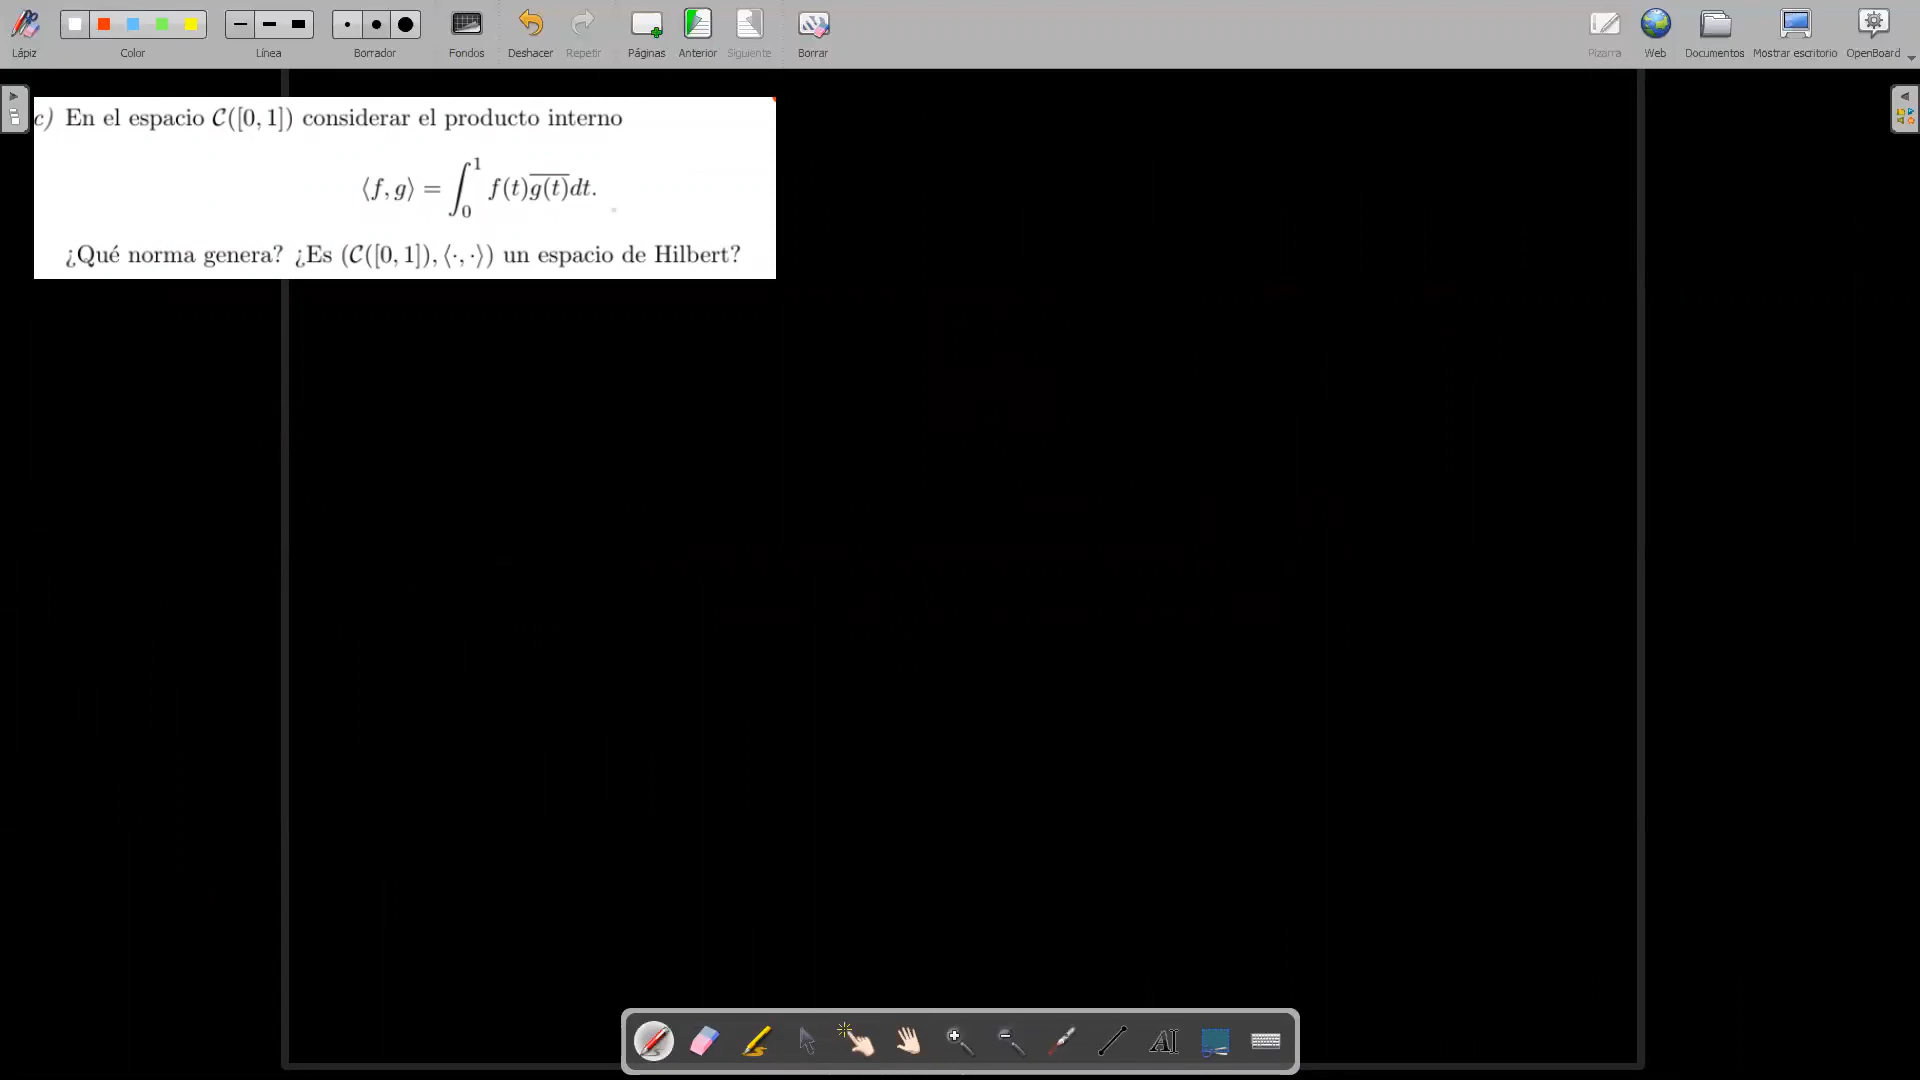 Lápiz Color Línea Borrador Fondos Deshacer Repetir Páginas Anterior Siguiente Borrar Pizarra Web Documentos Mostrar escritorio OpenBoard
c) En el espacio 𝒞([0, 1]) considerar el producto interno
⟨f, g⟩ = ∫₀¹ f(t)g̅(̅t̅)̅dt.
¿Qué norma genera? ¿Es (𝒞([0, 1]), ⟨·, ·⟩) un espacio de Hilbert?
AI